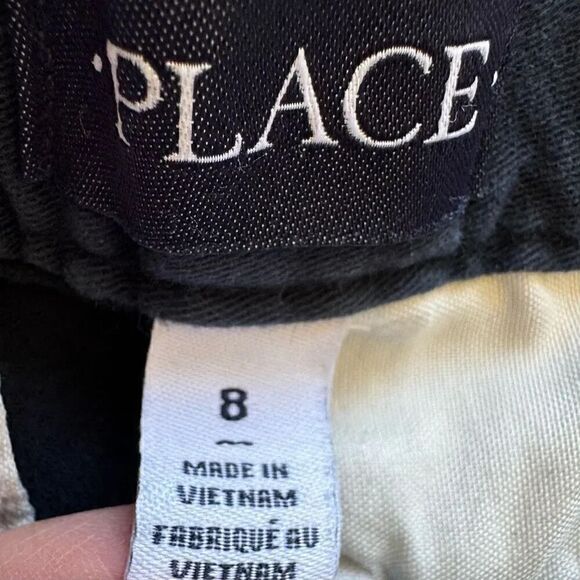 ·PLACE·
8
~
MADE IN
VIETNAM
FABRIQUÉ AU
VIETNAM